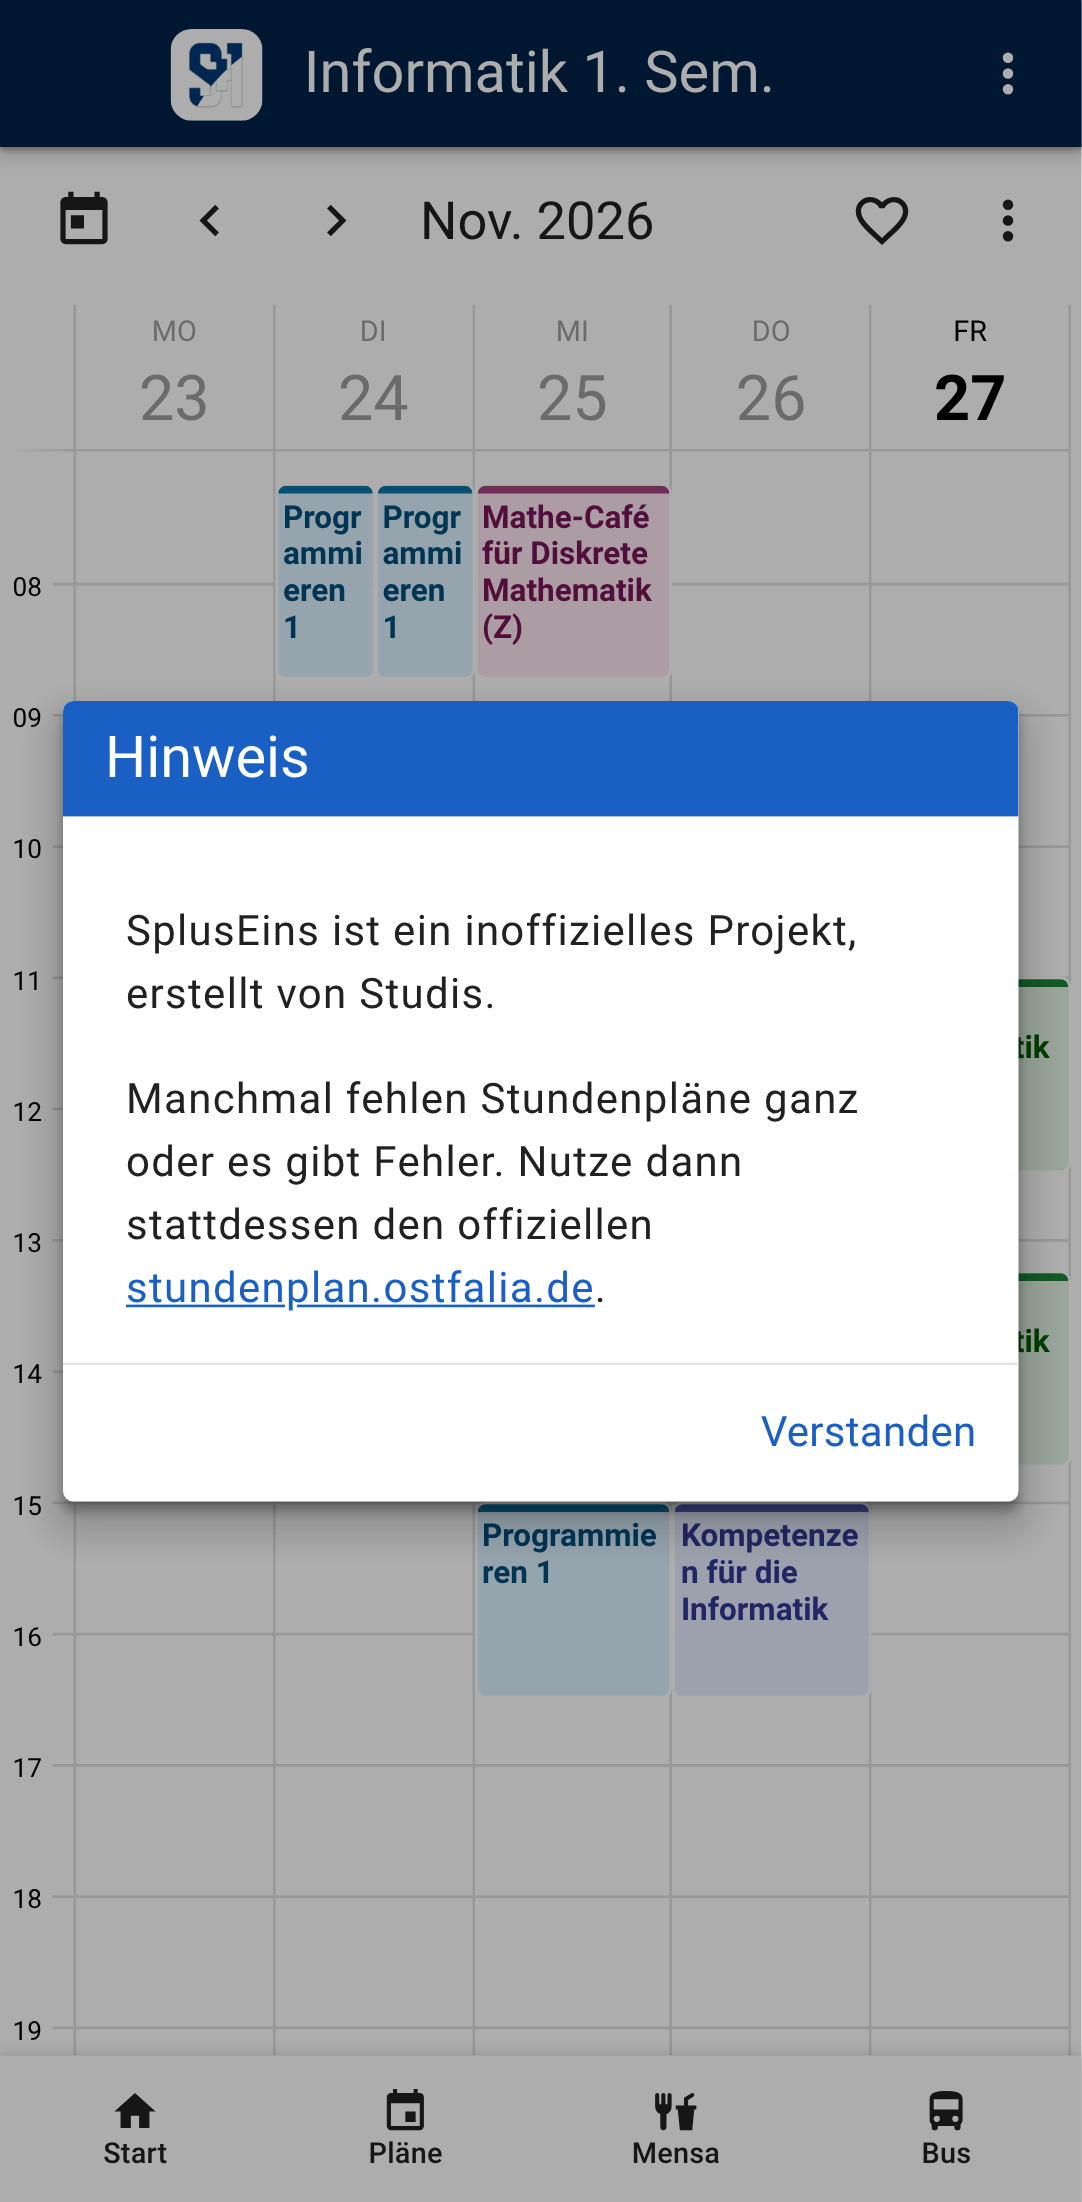 Informatik 1. Sem.
Nov. 2026
MO
DI
MI
DO
FR
23
24
25
26
27
Progr
ammi
eren
1
Progr
ammi
eren
1
Mathe-Café
für Diskrete
Mathematik
(Z)
08
09
Hinweis
10
SplusEins ist ein inoffizielles Projekt,
erstellt von Studis.
11
tik
Manchmal fehlen Stundenpläne ganz
oder es gibt Fehler. Nutze dann
stattdessen den offiziellen
stundenplan.ostfalia.de.
12
13
tik
14
Verstanden
15
Programmie
ren 1
Kompetenze
n für die
Informatik
16
17
18
19
Start
Pläne
Mensa
Bus